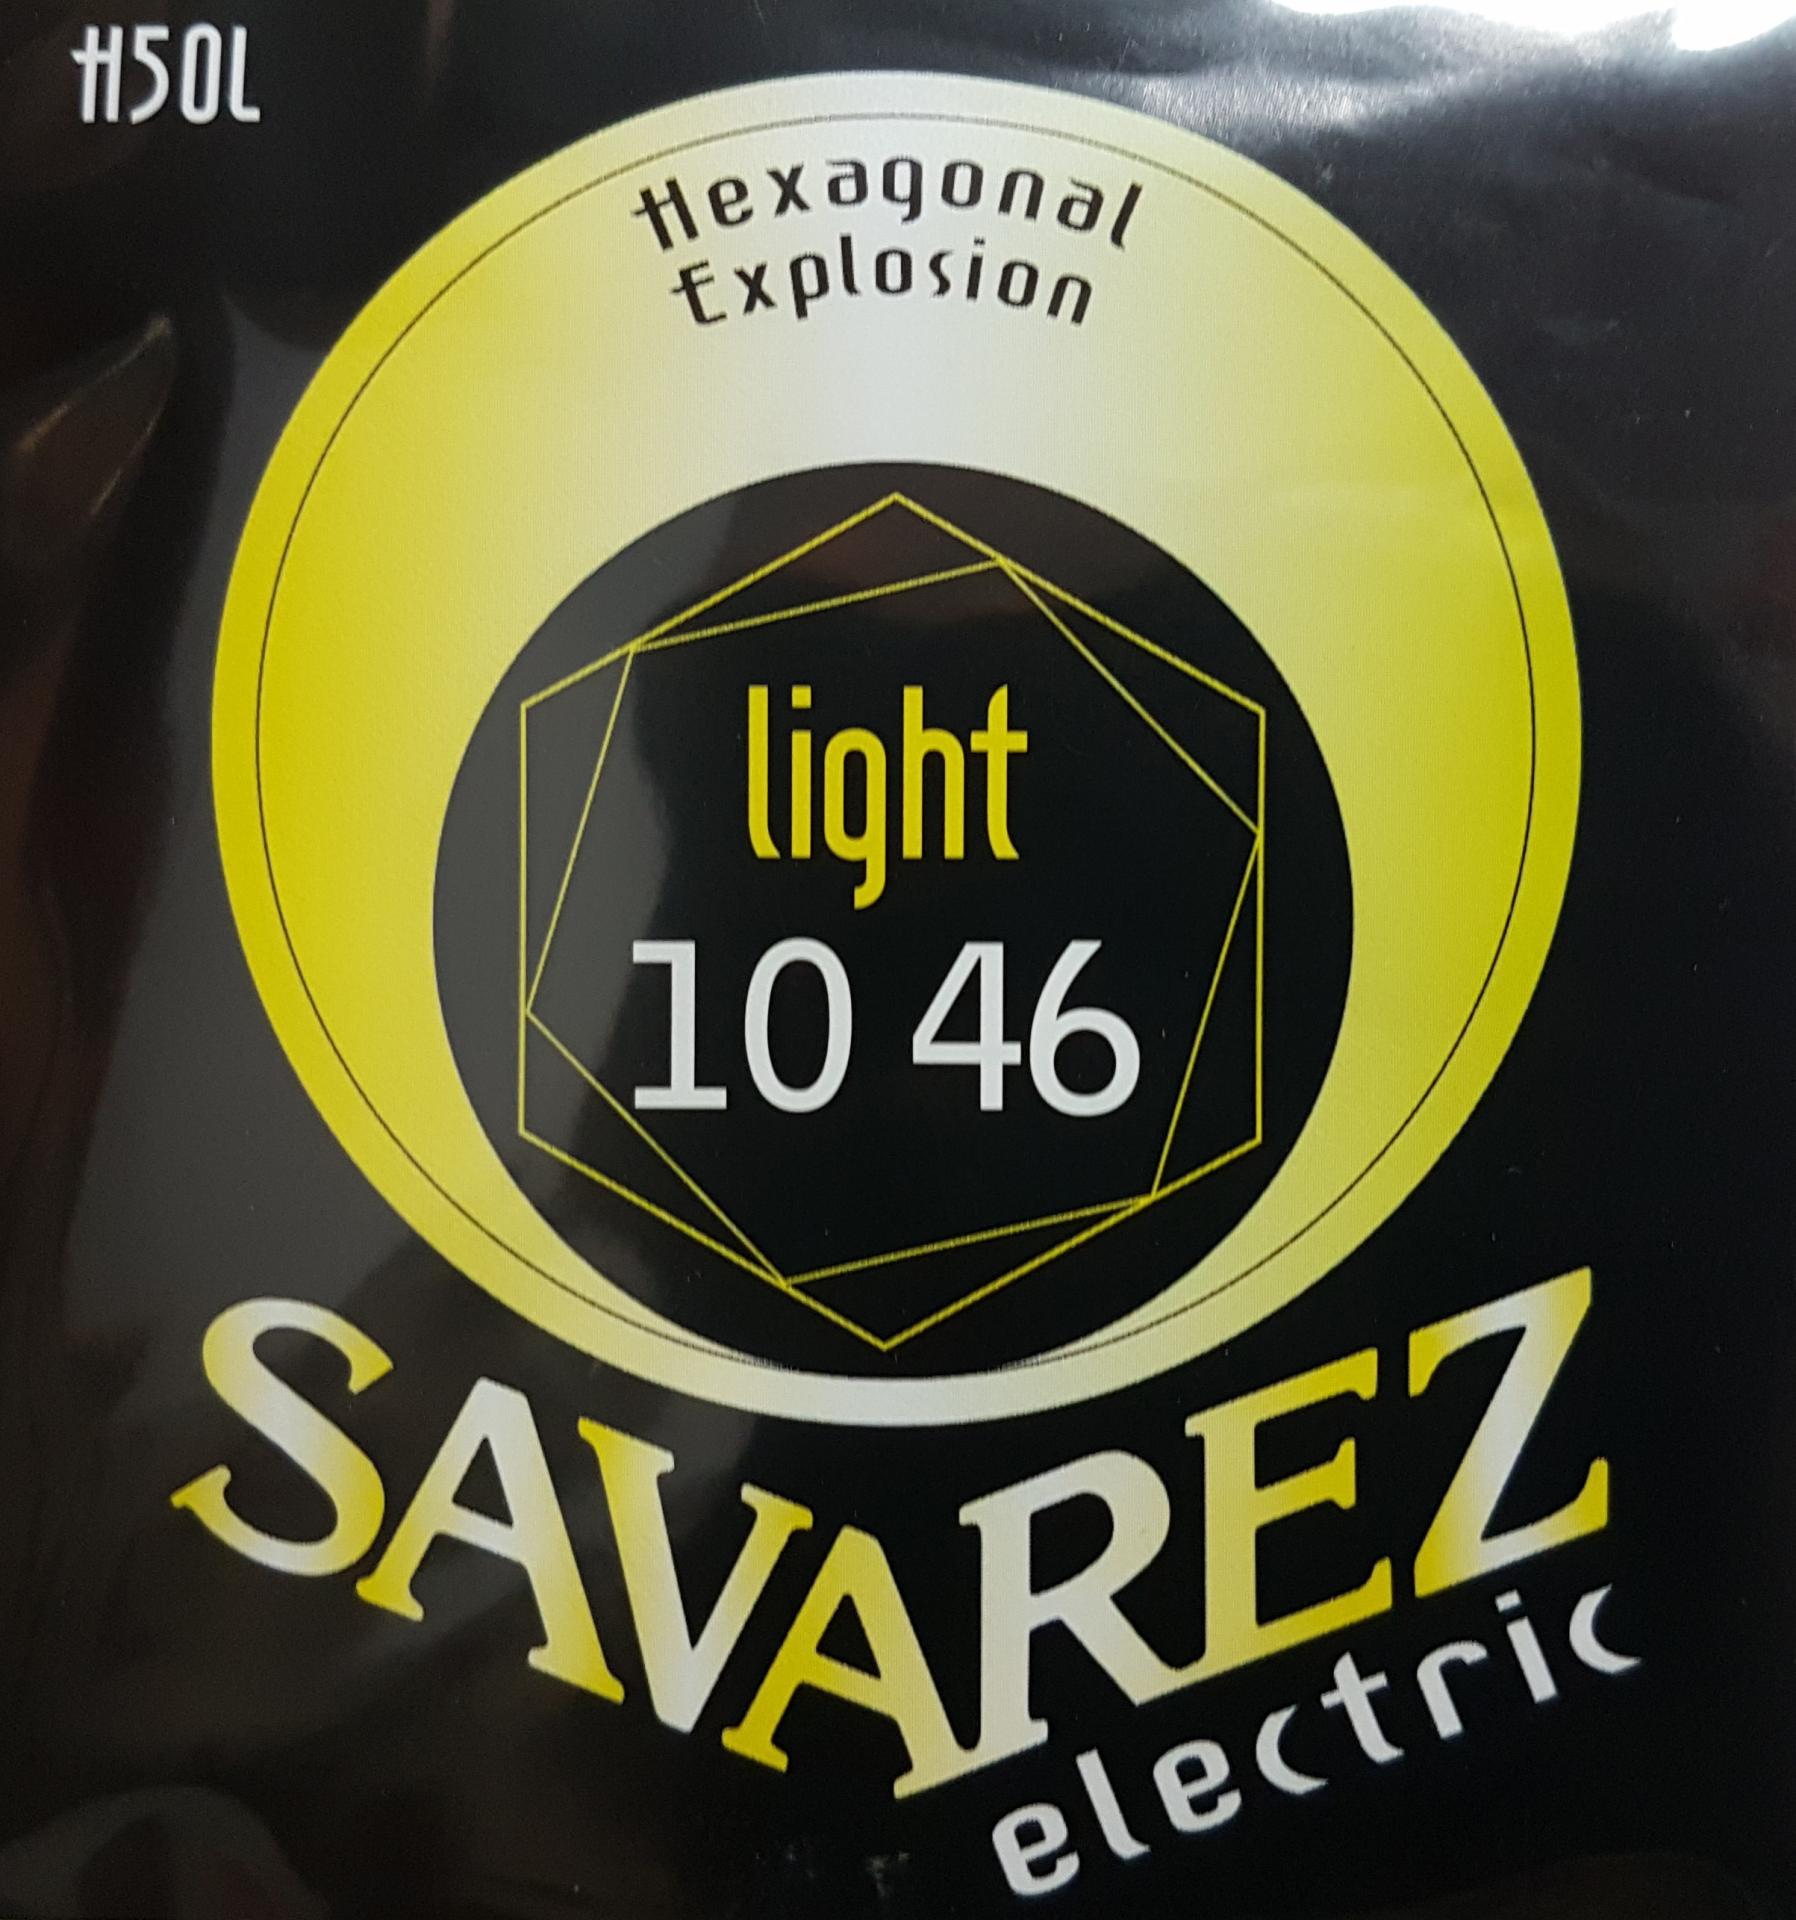 H50L
Hexagonal
Explosion
light
10 46
SAVAREZ
electric